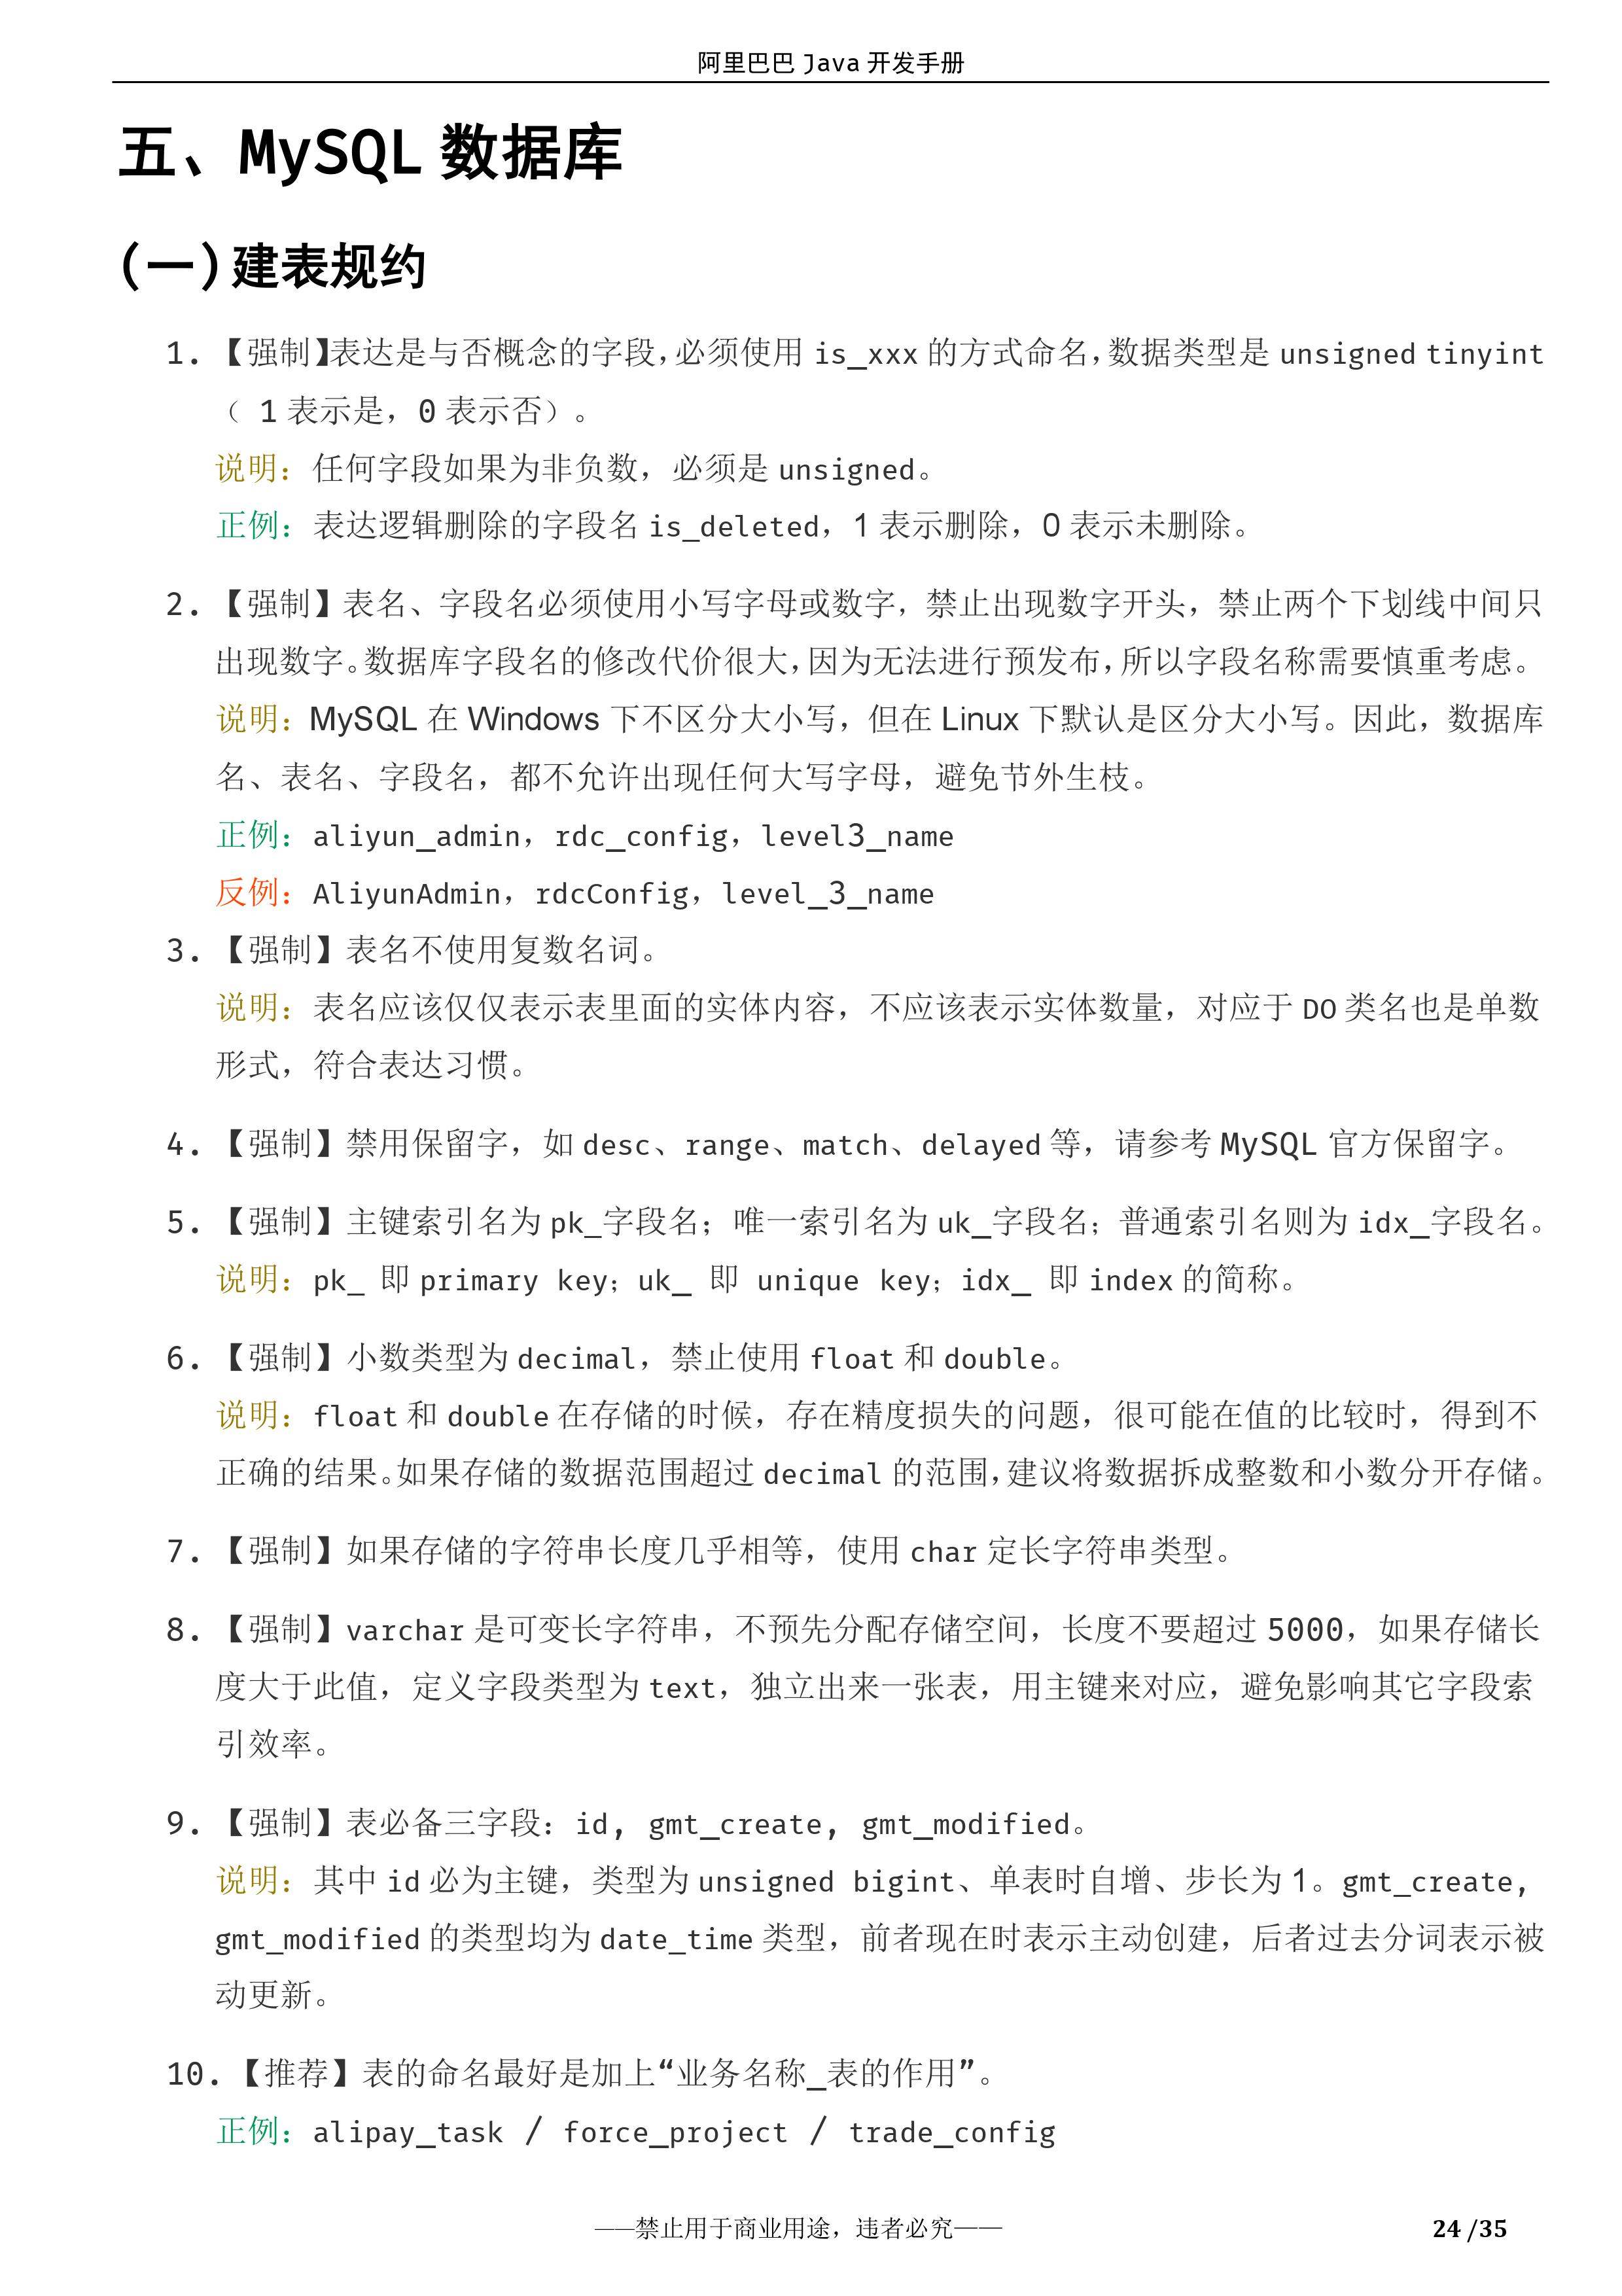 阿里巴巴 Java 开发手册
五、MySQL 数据库
(一) 建表规约
1. 【强制】表达是与否概念的字段，必须使用 is_xxx 的方式命名，数据类型是 unsigned tinyint
（ 1 表示是，0 表示否）。
说明：任何字段如果为非负数，必须是 unsigned。
正例：表达逻辑删除的字段名 is_deleted，1 表示删除，0 表示未删除。
2. 【强制】表名、字段名必须使用小写字母或数字，禁止出现数字开头，禁止两个下划线中间只
出现数字。数据库字段名的修改代价很大，因为无法进行预发布，所以字段名称需要慎重考虑。
说明：MySQL 在 Windows 下不区分大小写，但在 Linux 下默认是区分大小写。因此，数据库
名、表名、字段名，都不允许出现任何大写字母，避免节外生枝。
正例：aliyun_admin，rdc_config，level3_name
反例：AliyunAdmin，rdcConfig，level_3_name
3. 【强制】表名不使用复数名词。
说明：表名应该仅仅表示表里面的实体内容，不应该表示实体数量，对应于 DO 类名也是单数
形式，符合表达习惯。
4. 【强制】禁用保留字，如 desc、range、match、delayed 等，请参考 MySQL 官方保留字。
5. 【强制】主键索引名为 pk_字段名；唯一索引名为 uk_字段名；普通索引名则为 idx_字段名。
说明：pk_ 即 primary key；uk_ 即 unique key；idx_ 即 index 的简称。
6. 【强制】小数类型为 decimal，禁止使用 float 和 double。
说明：float 和 double 在存储的时候，存在精度损失的问题，很可能在值的比较时，得到不
正确的结果。如果存储的数据范围超过 decimal 的范围，建议将数据拆成整数和小数分开存储。
7. 【强制】如果存储的字符串长度几乎相等，使用 char 定长字符串类型。
8. 【强制】varchar 是可变长字符串，不预先分配存储空间，长度不要超过 5000，如果存储长
度大于此值，定义字段类型为 text，独立出来一张表，用主键来对应，避免影响其它字段索
引效率。
9. 【强制】表必备三字段：id, gmt_create, gmt_modified。
说明：其中 id 必为主键，类型为 unsigned bigint、单表时自增、步长为 1。gmt_create,
gmt_modified 的类型均为 date_time 类型，前者现在时表示主动创建，后者过去分词表示被
动更新。
10. 【推荐】表的命名最好是加上“业务名称_表的作用”。
正例：alipay_task / force_project / trade_config
——禁止用于商业用途，违者必究—— 24 /35